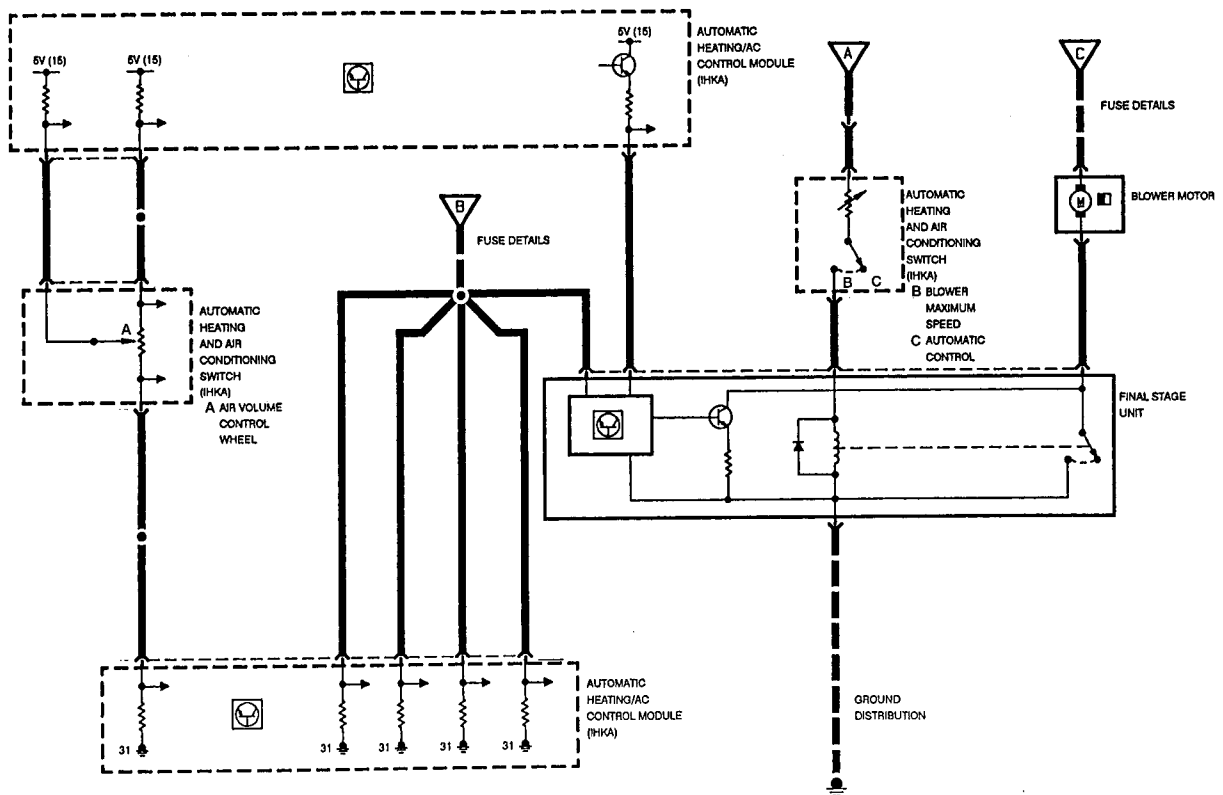 5V (15)
5V (15)
5V (15)
AUTOMATIC
HEATING/AC
CONTROL MODULE
(IHKA)
A
C
FUSE DETAILS
B
FUSE DETAILS
AUTOMATIC
HEATING
AND AIR
CONDITIONING
SWITCH
(IHKA)
B BLOWER
MAXIMUM
SPEED
C AUTOMATIC
CONTROL
B C
M
BLOWER MOTOR
A
AUTOMATIC
HEATING
AND AIR
CONDITIONING
SWITCH
(IHKA)
A AIR VOLUME
CONTROL
WHEEL
FINAL STAGE
UNIT
AUTOMATIC
HEATING/AC
CONTROL MODULE
(IHKA)
31
31
31
31
31
GROUND
DISTRIBUTION